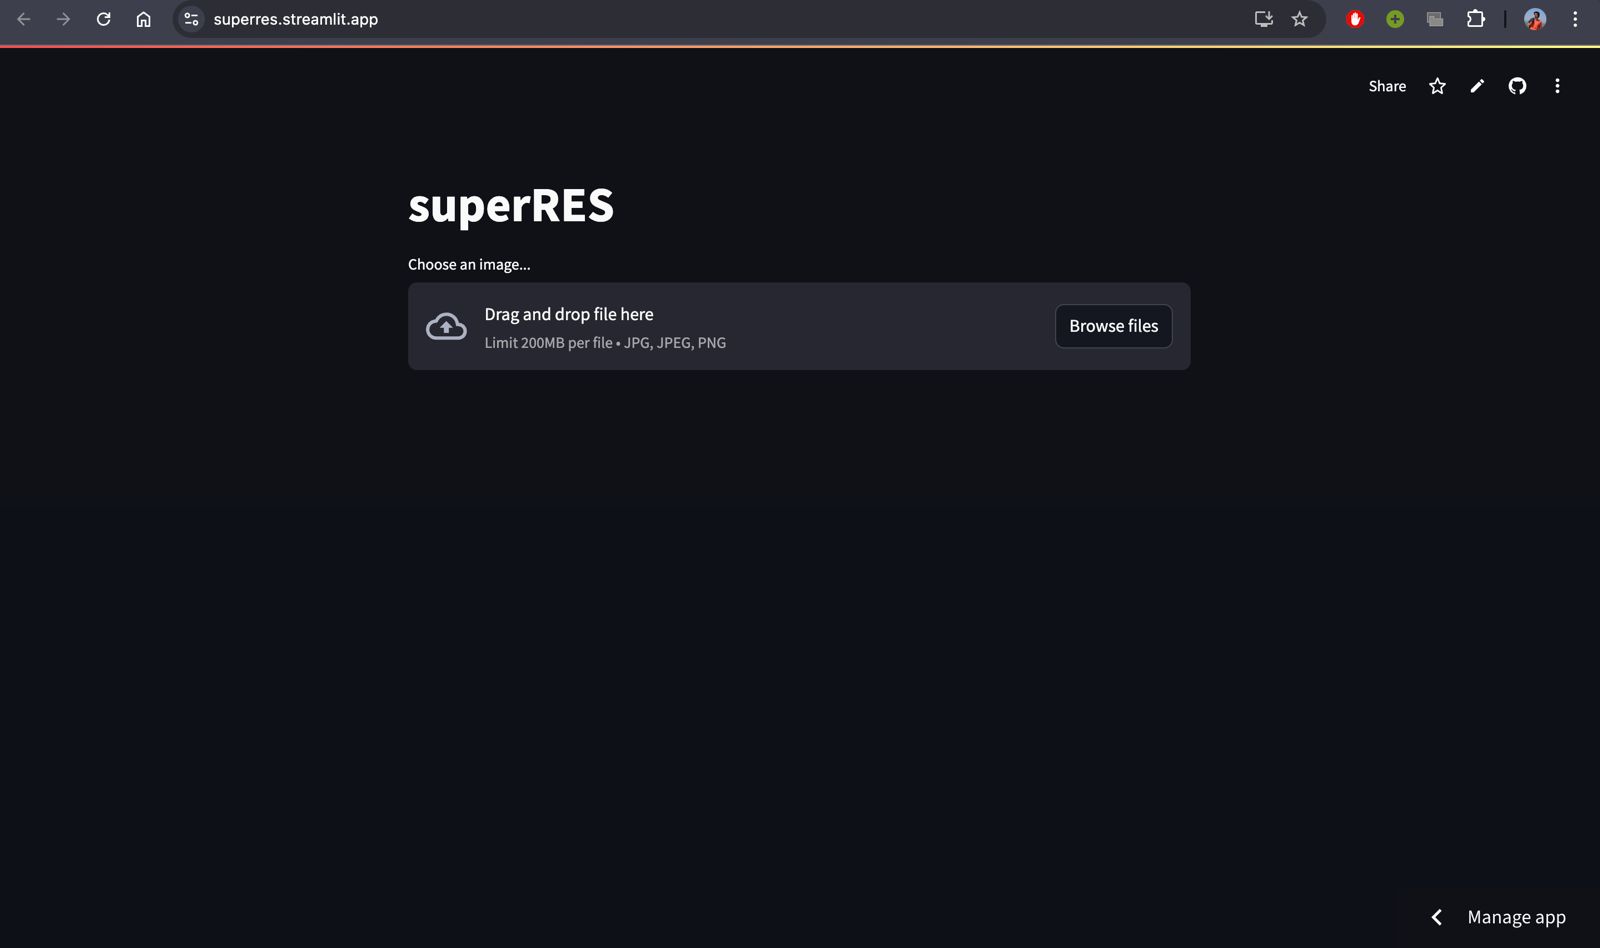 superres.streamlit.app
Share
superRES
Choose an image...
Drag and drop file here
Limit 200MB per file • JPG, JPEG, PNG
Browse files
Manage app